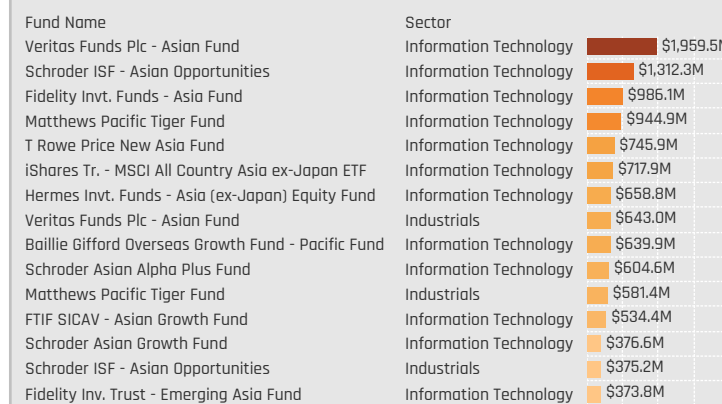 Fund Name Sector
Veritas Funds Plc - Asian Fund Information Technology $1,959.5M
Schroder ISF - Asian Opportunities Information Technology $1,312.3M
Fidelity Invt. Funds - Asia Fund Information Technology $986.1M
Matthews Pacific Tiger Fund Information Technology $944.9M
T Rowe Price New Asia Fund Information Technology $745.9M
iShares Tr. - MSCI All Country Asia ex-Japan ETF Information Technology $717.9M
Hermes Invt. Funds - Asia (ex-Japan) Equity Fund Information Technology $658.8M
Veritas Funds Plc - Asian Fund Industrials $643.0M
Baillie Gifford Overseas Growth Fund - Pacific Fund Information Technology $639.9M
Schroder Asian Alpha Plus Fund Information Technology $604.6M
Matthews Pacific Tiger Fund Industrials $581.4M
FTIF SICAV - Asian Growth Fund Information Technology $534.4M
Schroder Asian Growth Fund Information Technology $376.6M
Schroder ISF - Asian Opportunities Industrials $375.2M
Fidelity Inv. Trust - Emerging Asia Fund Information Technology $373.8M